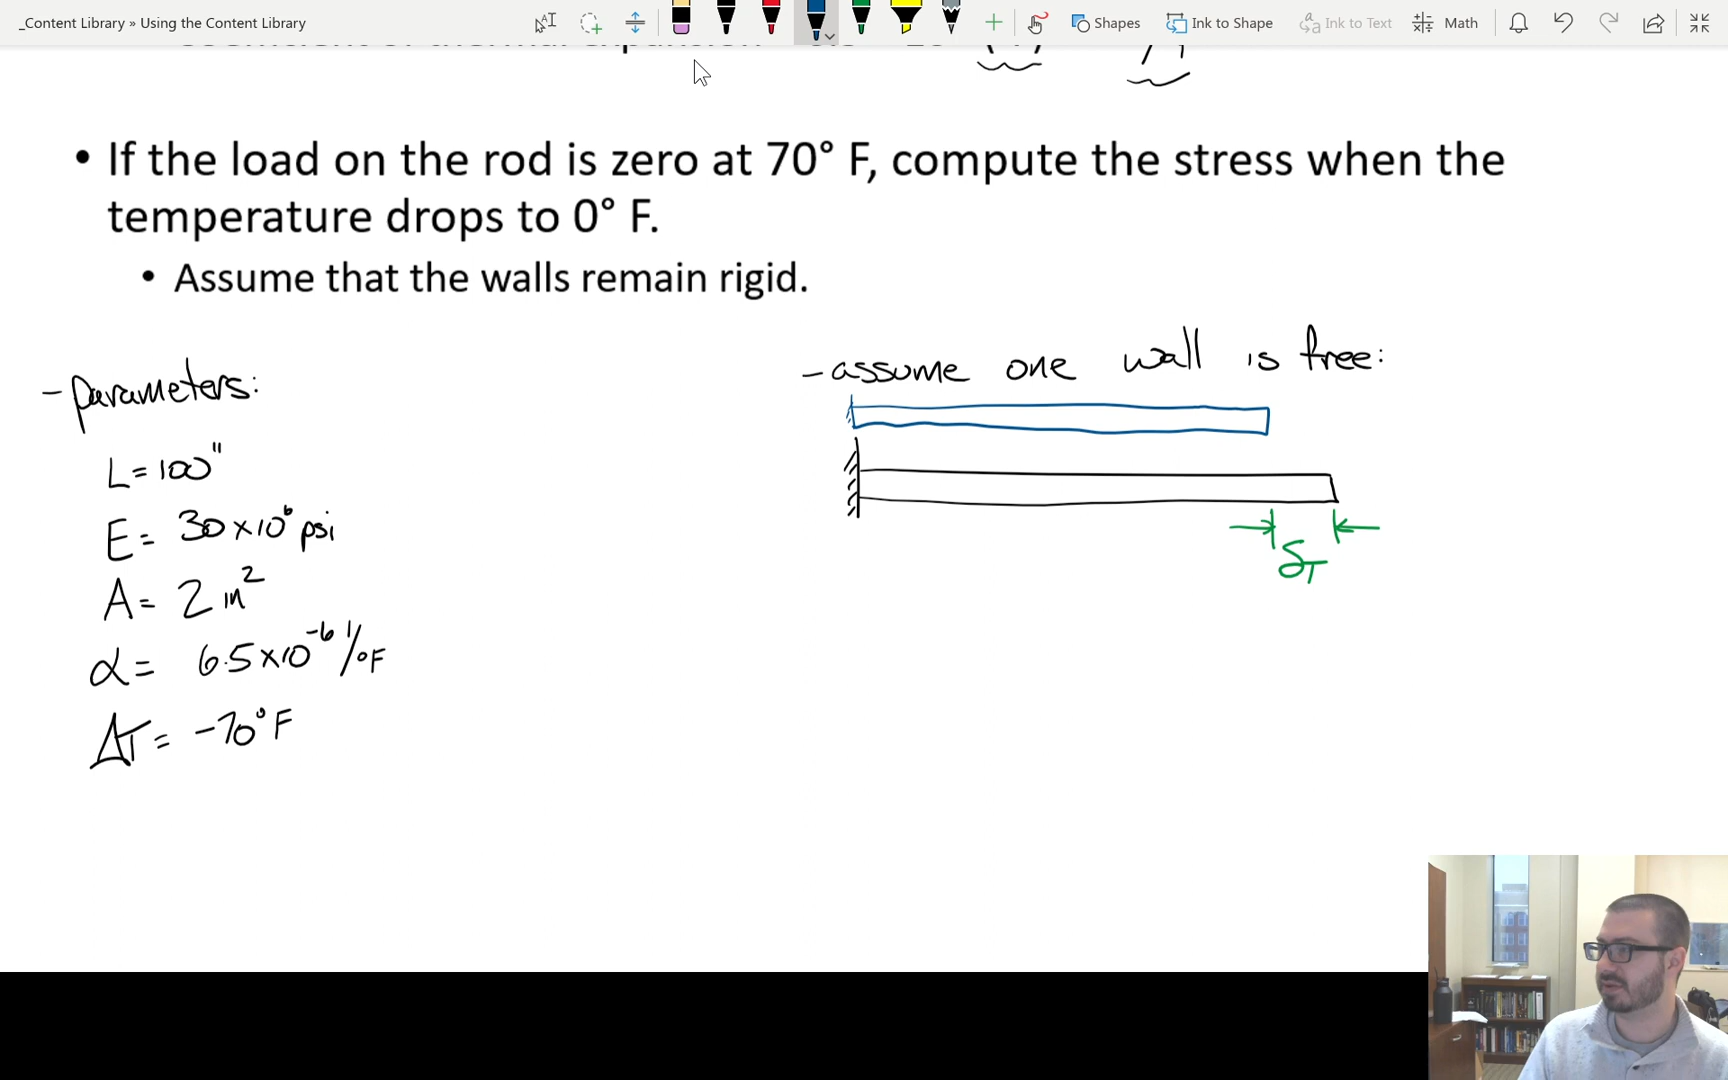 _Content Library » Using the Content Library
Shapes
Ink to Shape
Ink to Text
Math
• If the load on the rod is zero at 70° F, compute the stress when the
temperature drops to 0° F.
• Assume that the walls remain rigid.
- parameters:
L = 100"
E = 30 x 10⁶ psi
A = 2 in²
α = 6.5 x 10⁻⁶ 1/°F
ΔT = -70°F
- assume one wall is free:
δT